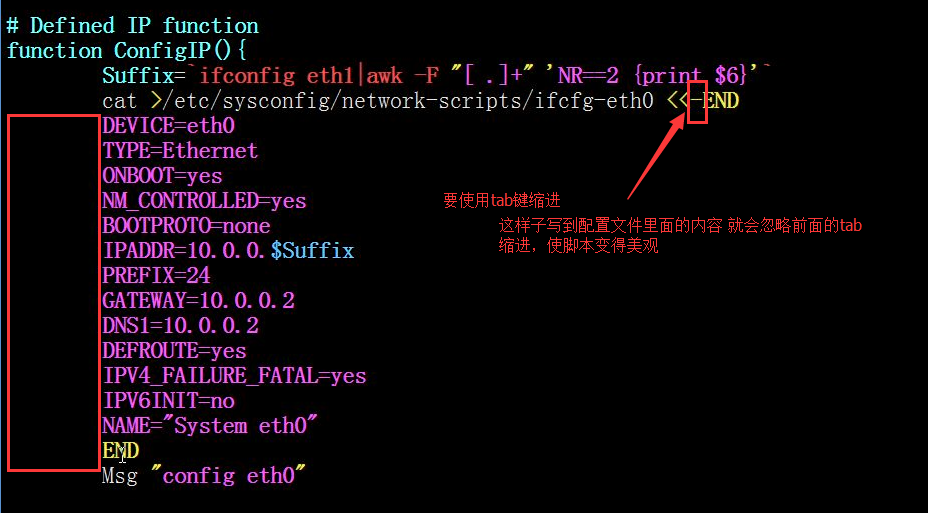 # Defined IP function
function ConfigIP(){
Suffix=`ifconfig eth1|awk -F "[ .]+" 'NR==2 {print $6}'`
cat >/etc/sysconfig/network-scripts/ifcfg-eth0 <<-END
DEVICE=eth0
TYPE=Ethernet
ONBOOT=yes
NM_CONTROLLED=yes
BOOTPROTO=none
IPADDR=10.0.0.$Suffix
PREFIX=24
GATEWAY=10.0.0.2
DNS1=10.0.0.2
DEFROUTE=yes
IPV4_FAILURE_FATAL=yes
IPV6INIT=no
NAME="System eth0"
END
Msg "config eth0"
要使用tab键缩进
这样子写到配置文件里面的内容 就会忽略前面的tab
缩进，使脚本变得美观